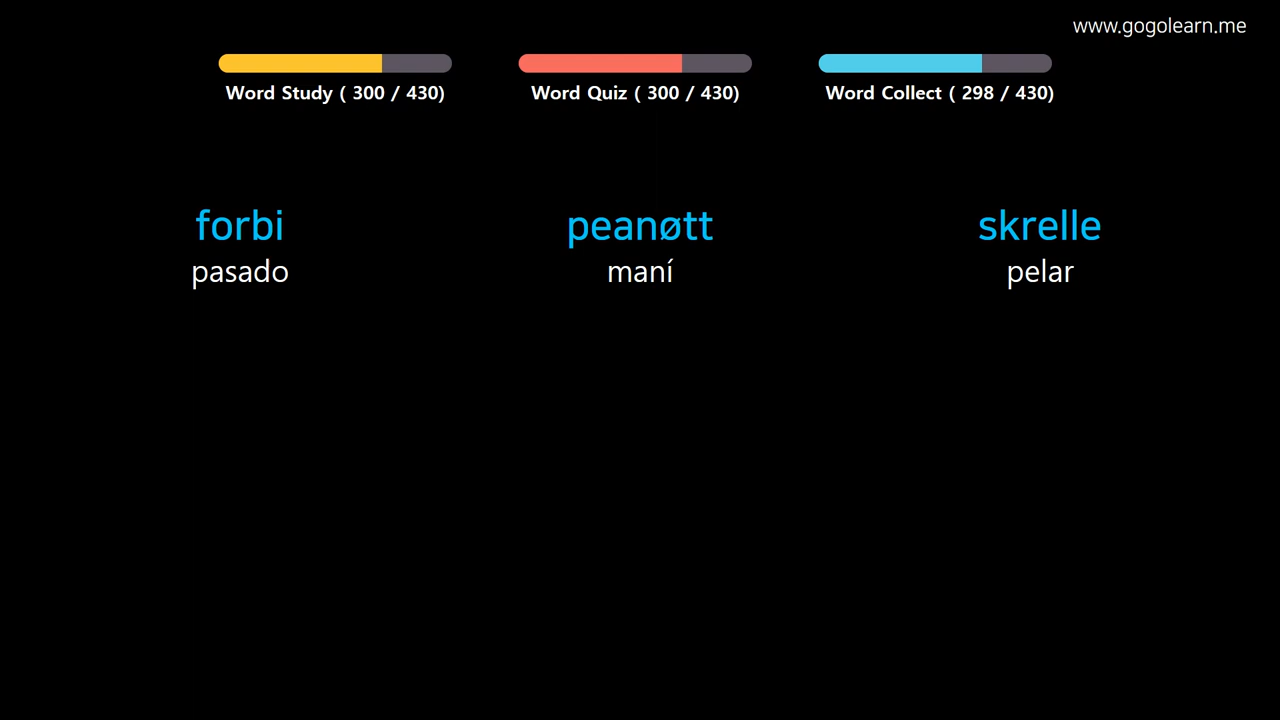 www.gogolearn.me
Word Study ( 300 / 430)
Word Quiz ( 300 / 430)
Word Collect ( 298 / 430)
forbi
pasado
peanøtt
maní
skrelle
pelar